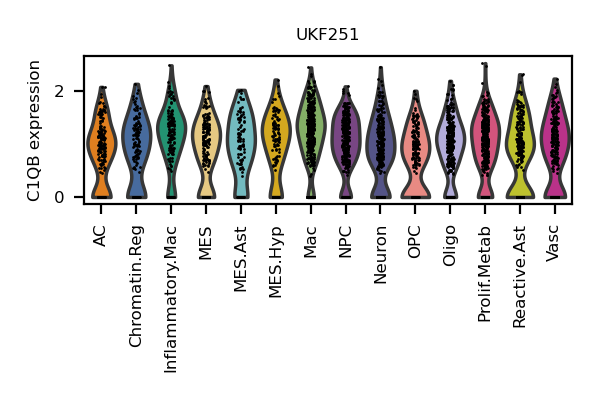 UKF251
C1QB expression
2
0
AC
Chromatin.Reg
Inflammatory.Mac
MES
MES.Ast
MES.Hyp
Mac
NPC
Neuron
OPC
Oligo
Prolif.Metab
Reactive.Ast
Vasc